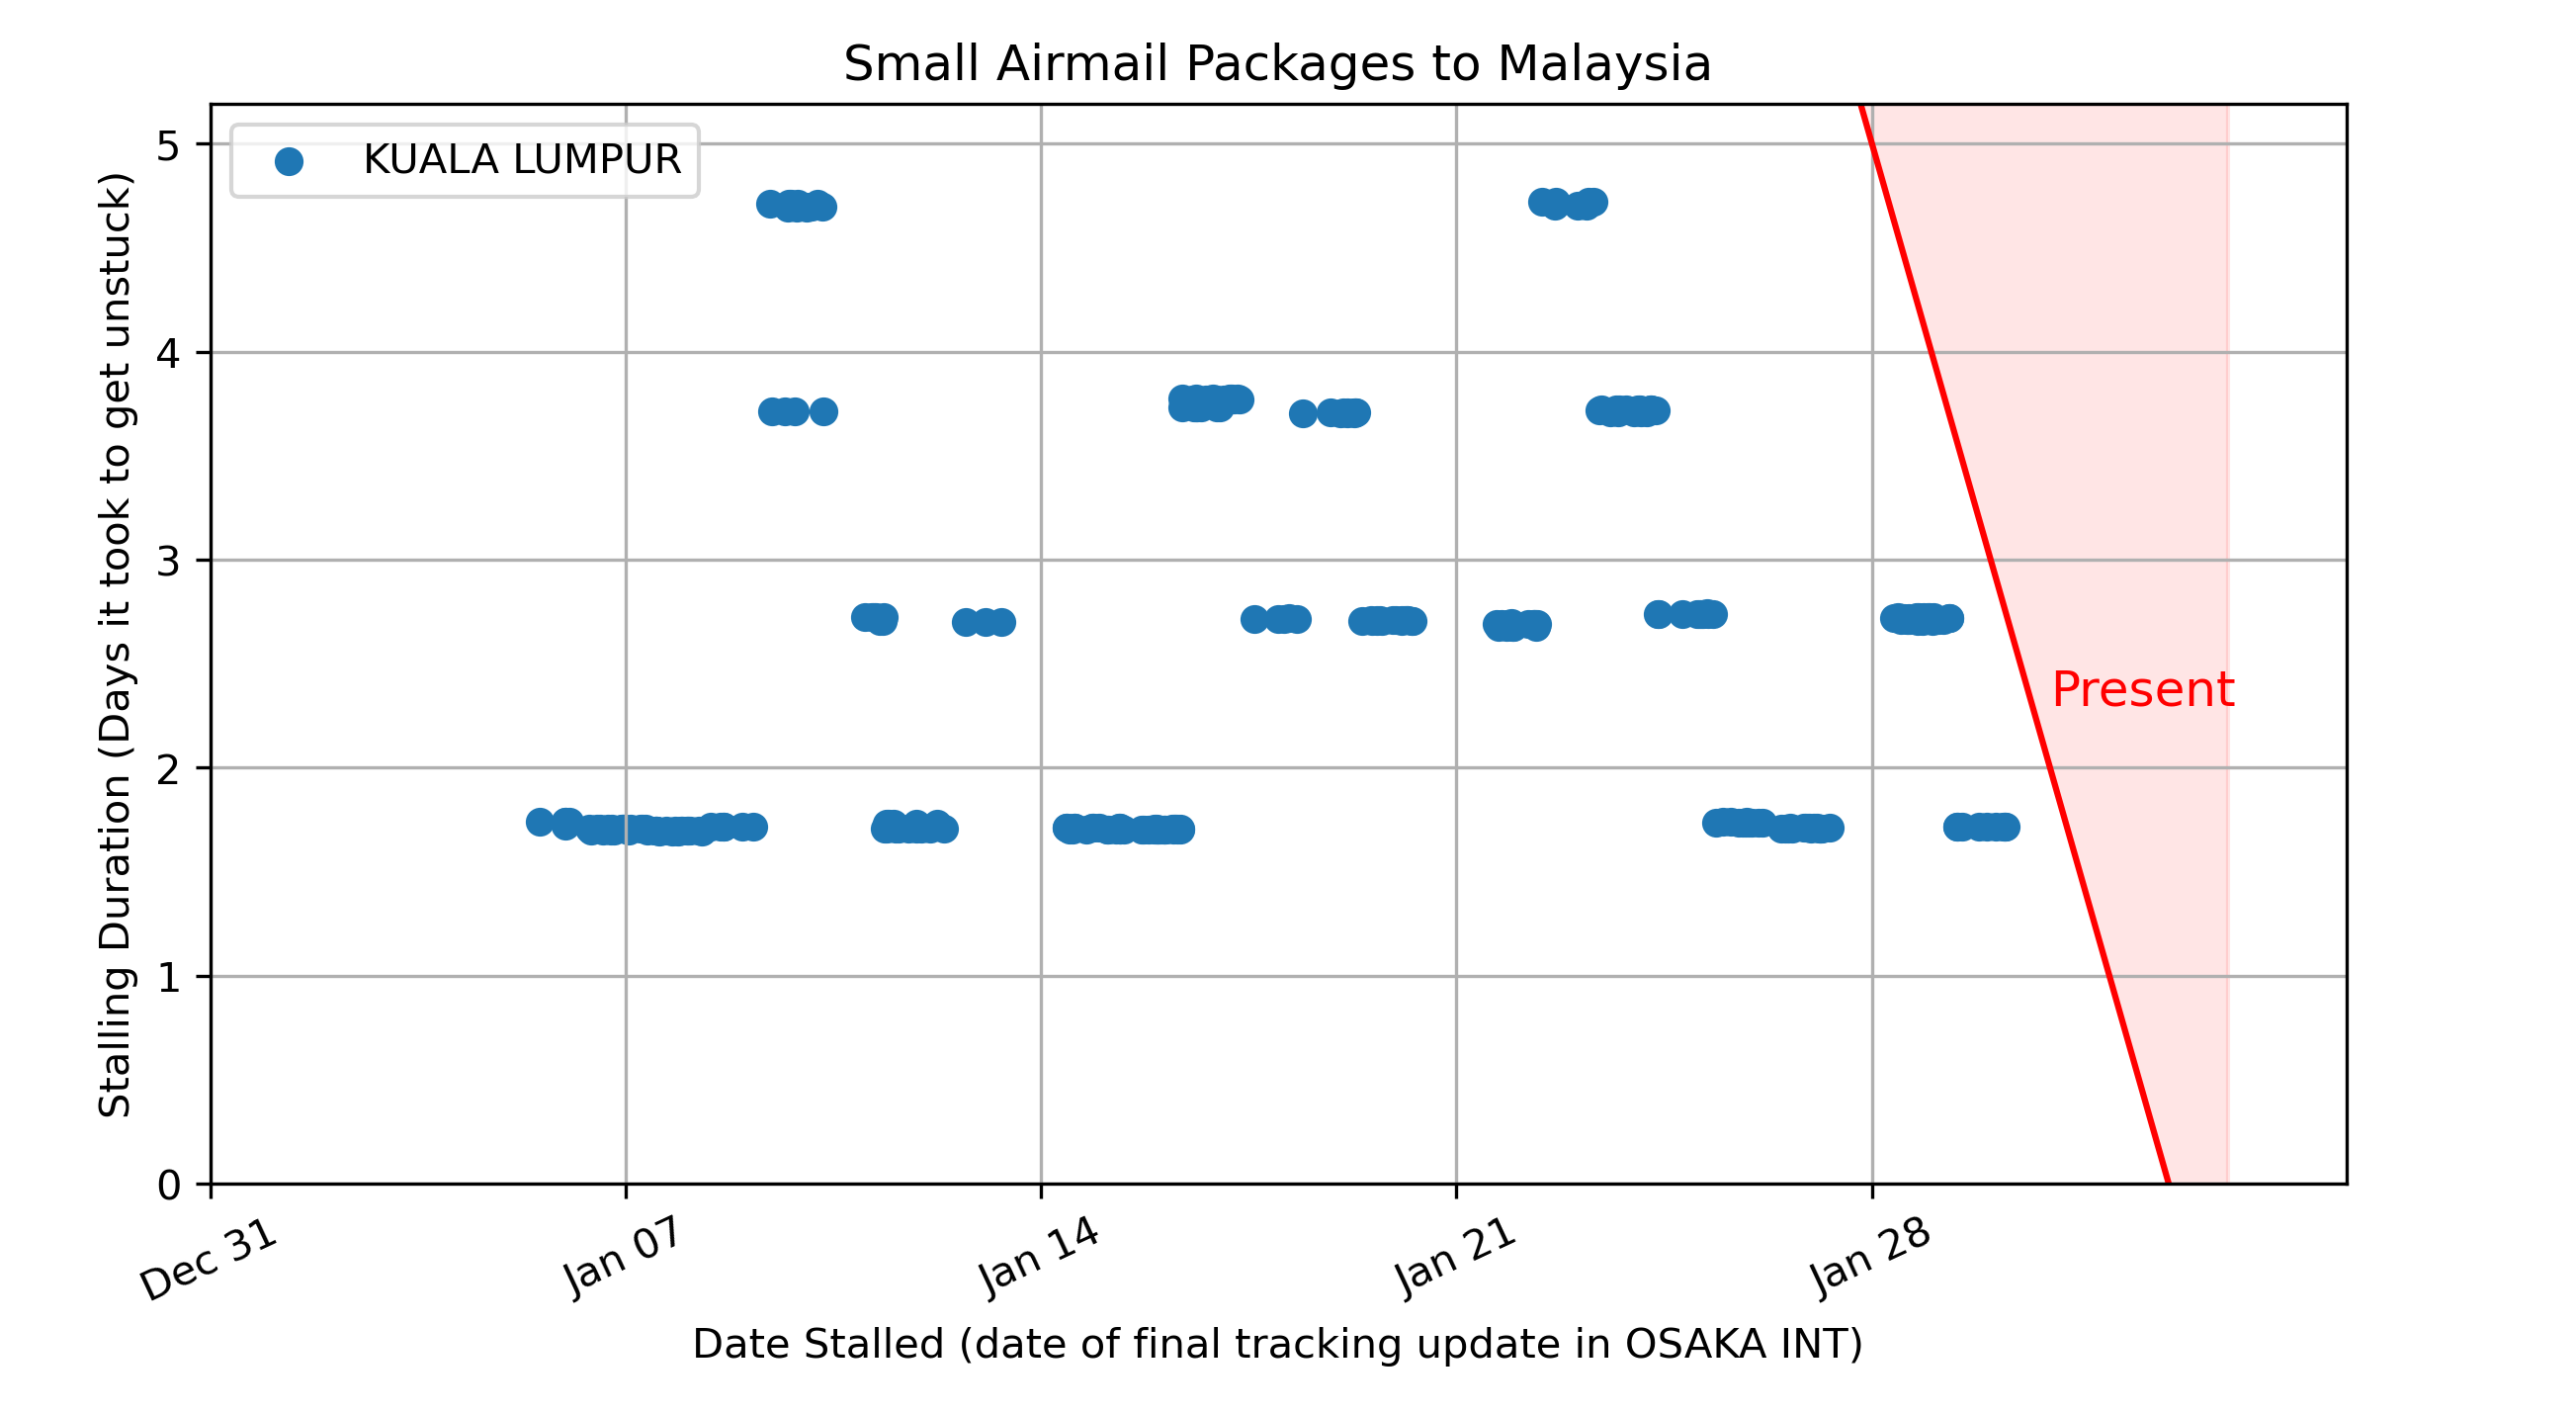 Small Airmail Packages to Malaysia
KUALA LUMPUR
Stalling Duration (Days it took to get unstuck)
5
4
3
2
1
0
Present
Dec 31
Jan 07
Jan 14
Jan 21
Jan 28
Date Stalled (date of final tracking update in OSAKA INT)